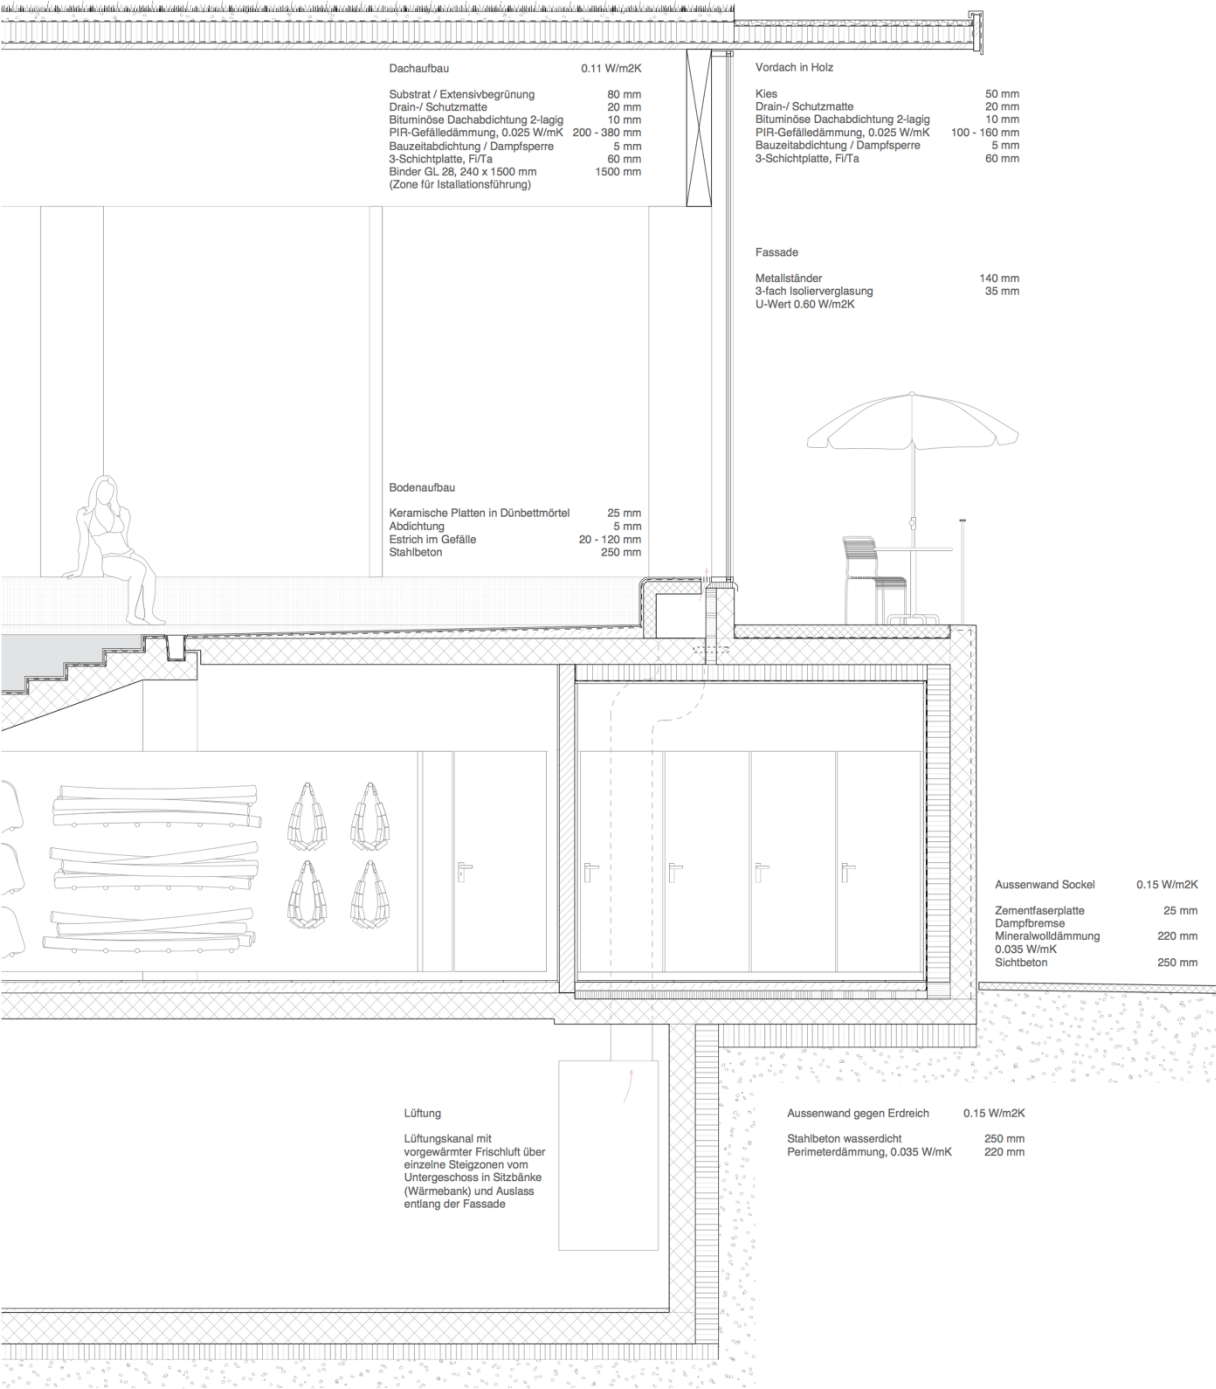 Dachaufbau 0.11 W/m2K
Substrat / Extensivbegrünung 80 mm
Drain-/ Schutzmatte 20 mm
Bituminöse Dachabdichtung 2-lagig 10 mm
PIR-Gefälledämmung, 0.025 W/mK 200 - 380 mm
Bauzeitabdichtung / Dampfsperre 5 mm
3-Schichtplatte, Fi/Ta 60 mm
Binder GL 28, 240 x 1500 mm 1500 mm
(Zone für Istallationsführung)
Vordach in Holz
Kies 50 mm
Drain-/ Schutzmatte 20 mm
Bituminöse Dachabdichtung 2-lagig 10 mm
PIR-Gefälledämmung, 0.025 W/mK 100 - 160 mm
Bauzeitabdichtung / Dampfsperre 5 mm
3-Schichtplatte, Fi/Ta 60 mm
Fassade
Metallständer 140 mm
3-fach Isolierverglasung 35 mm
U-Wert 0.60 W/m2K
Bodenaufbau
Keramische Platten in Dünbettmörtel 25 mm
Abdichtung 5 mm
Estrich im Gefälle 20 - 120 mm
Stahlbeton 250 mm
Aussenwand Sockel 0.15 W/m2K
Zementfaserplatte 25 mm
Dampfbremse
Mineralwolldämmung 220 mm
0.035 W/mK
Sichtbeton 250 mm
Lüftung
Lüftungskanal mit
vorgewärmter Frischluft über
einzelne Steigzonen vom
Untergeschoss in Sitzbänke
(Wärmebank) und Auslass
entlang der Fassade
Aussenwand gegen Erdreich 0.15 W/m2K
Stahlbeton wasserdicht 250 mm
Perimeterdämmung, 0.035 W/mK 220 mm